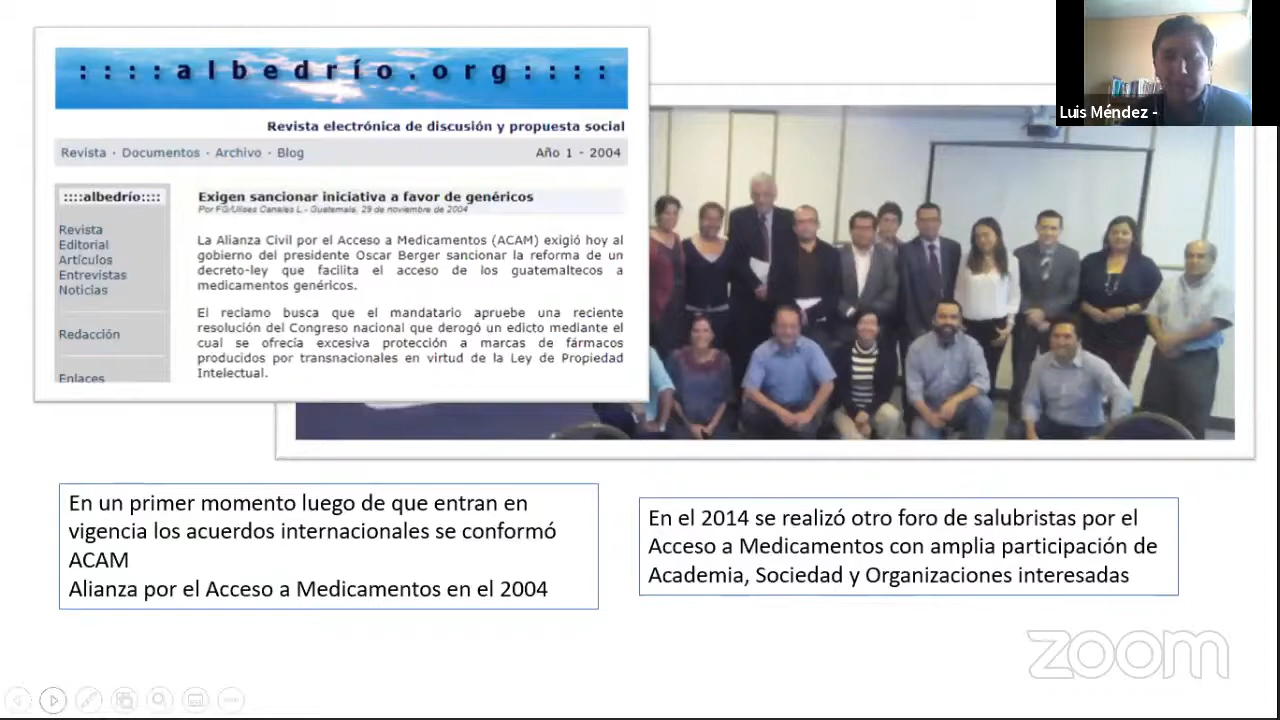 : : : : a l b e d r í o . o r g : : : :
Revista electrónica de discusión y propuesta social
Revista · Documentos · Archivo · Blog
Año 1 - 2004
::::albedrío::::
Revista
Editorial
Artículos
Entrevistas
Noticias
Redacción
Enlaces
Exigen sancionar iniciativa a favor de genéricos
Por FG/Ulises Canales L.- Guatemala, 29 de noviembre de 2004
La Alianza Civil por el Acceso a Medicamentos (ACAM) exigió hoy al
gobierno del presidente Oscar Berger sancionar la reforma de un
decreto-ley que facilita el acceso de los guatemaltecos a
medicamentos genéricos.
El reclamo busca que el mandatario apruebe una reciente
resolución del Congreso nacional que derogó un edicto mediante el
cual se ofrecía excesiva protección a marcas de fármacos
producidos por transnacionales en virtud de la Ley de Propiedad
Intelectual.
Luis Méndez -
En un primer momento luego de que entran en
vigencia los acuerdos internacionales se conformó
ACAM
Alianza por el Acceso a Medicamentos en el 2004
En el 2014 se realizó otro foro de salubristas por el
Acceso a Medicamentos con amplia participación de
Academia, Sociedad y Organizaciones interesadas
zoom